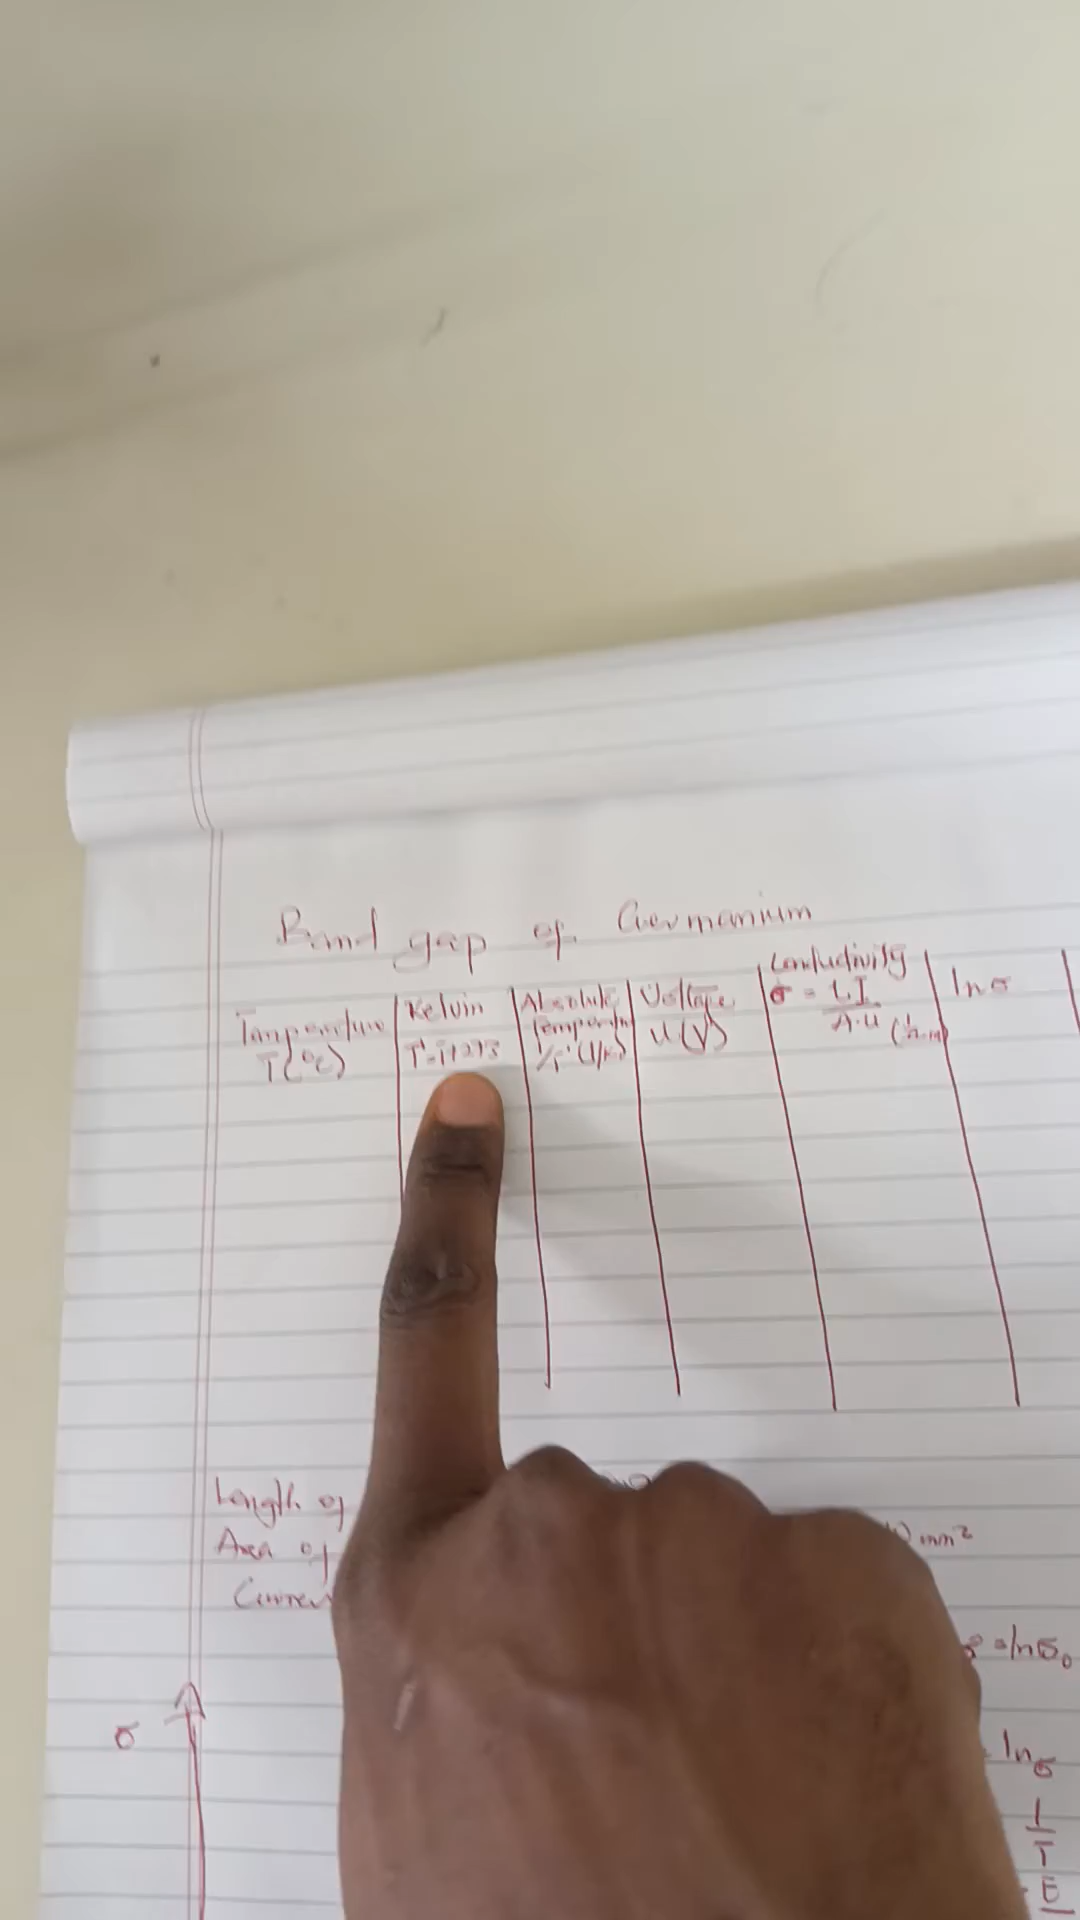 Band gap of Germanium
Temperature
T(°C)
Kelvin
T'=T+273
Absolute
Temperature
1/T' (1/K)
Voltage
U(V)
Conductivity
σ = LI
A·U
lnσ
Length of
Area of
mm²
σ
= lnσ₀
lnσ
1
T
E